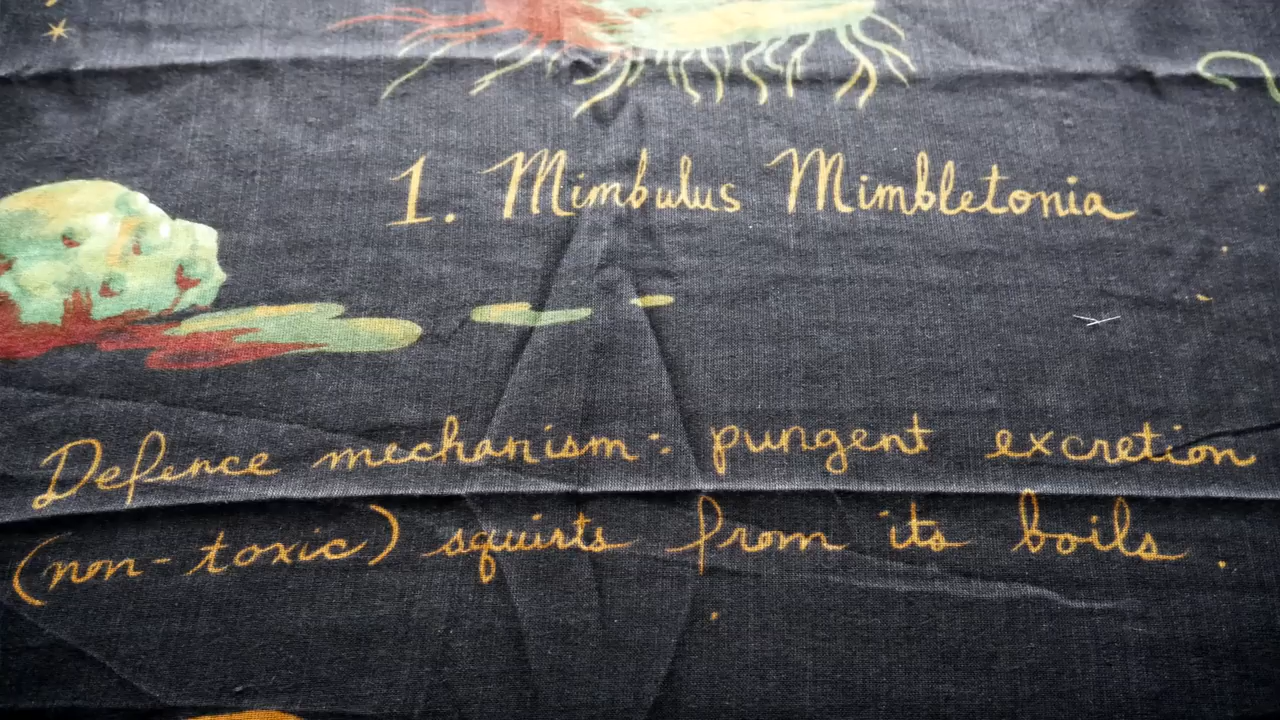 1. Mimbulus Mimbletonia
Defence mechanism: pungent excretion
(non-toxic) squirts from its boils.